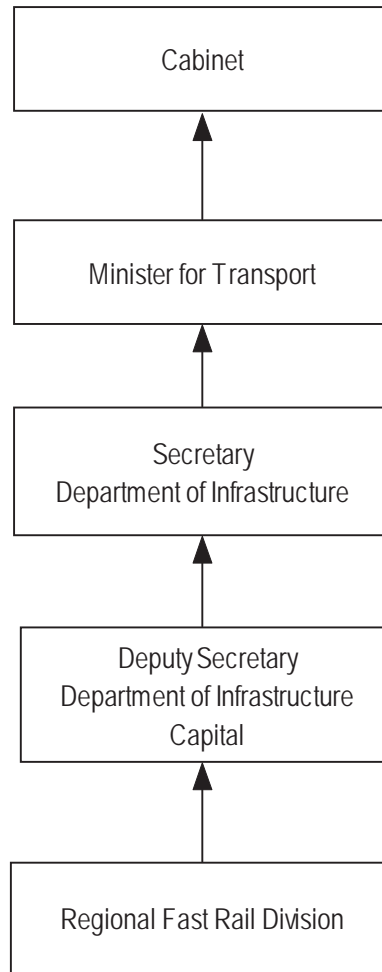 Cabinet
Minister for Transport
Secretary
Department of Infrastructure
Deputy Secretary
Department of Infrastructure
Capital
Regional Fast Rail Division